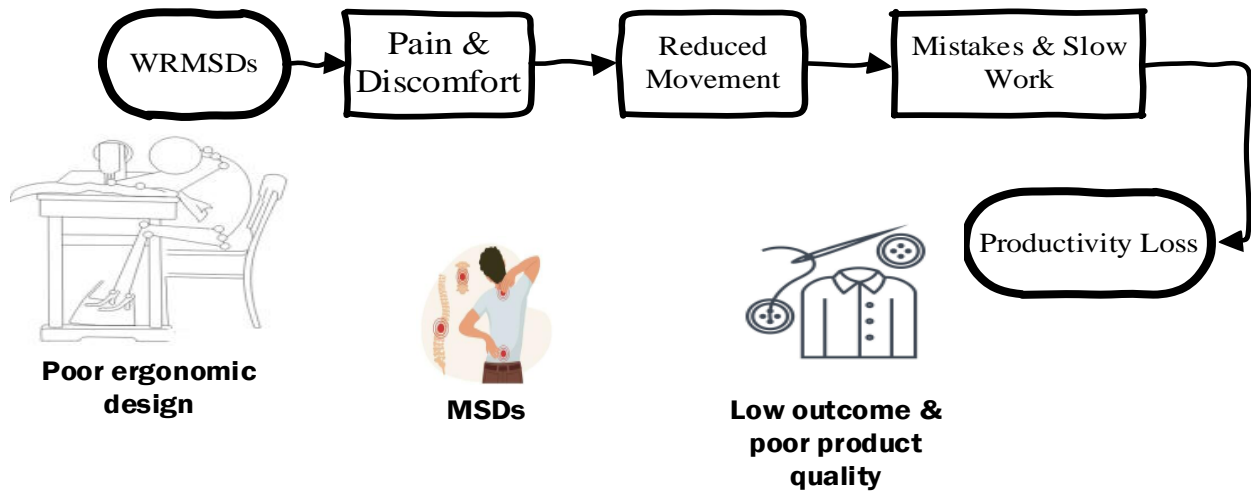 WRMSDs
Pain &
Discomfort
Reduced
Movement
Mistakes & Slow
Work
Productivity Loss
Poor ergonomic
design
MSDs
Low outcome &
poor product
quality